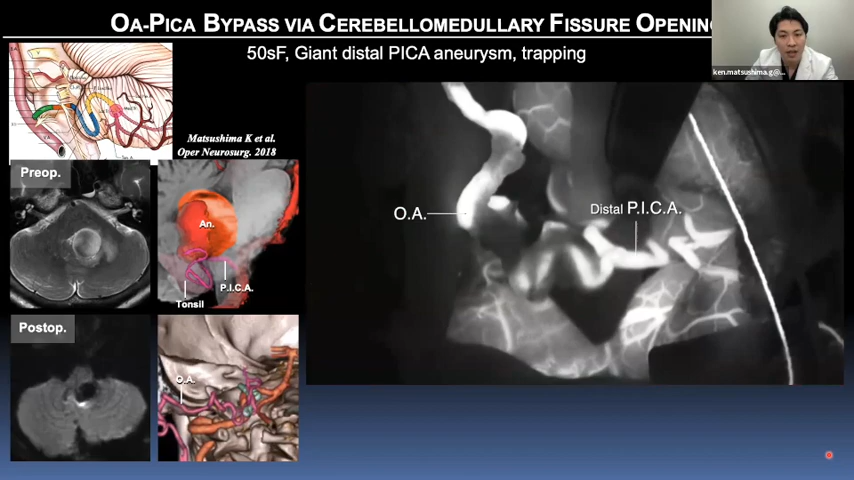 OA-PICA BYPASS VIA CEREBELLOMEDULLARY FISSURE OPENING
50sF, Giant distal PICA aneurysm, trapping
ken.matsushima.g@...
Matsushima K et al.
Oper Neurosurg. 2018
Preop.
An.
P.I.C.A.
Tonsil
O.A.
Distal P.I.C.A.
Postop.
O.A.